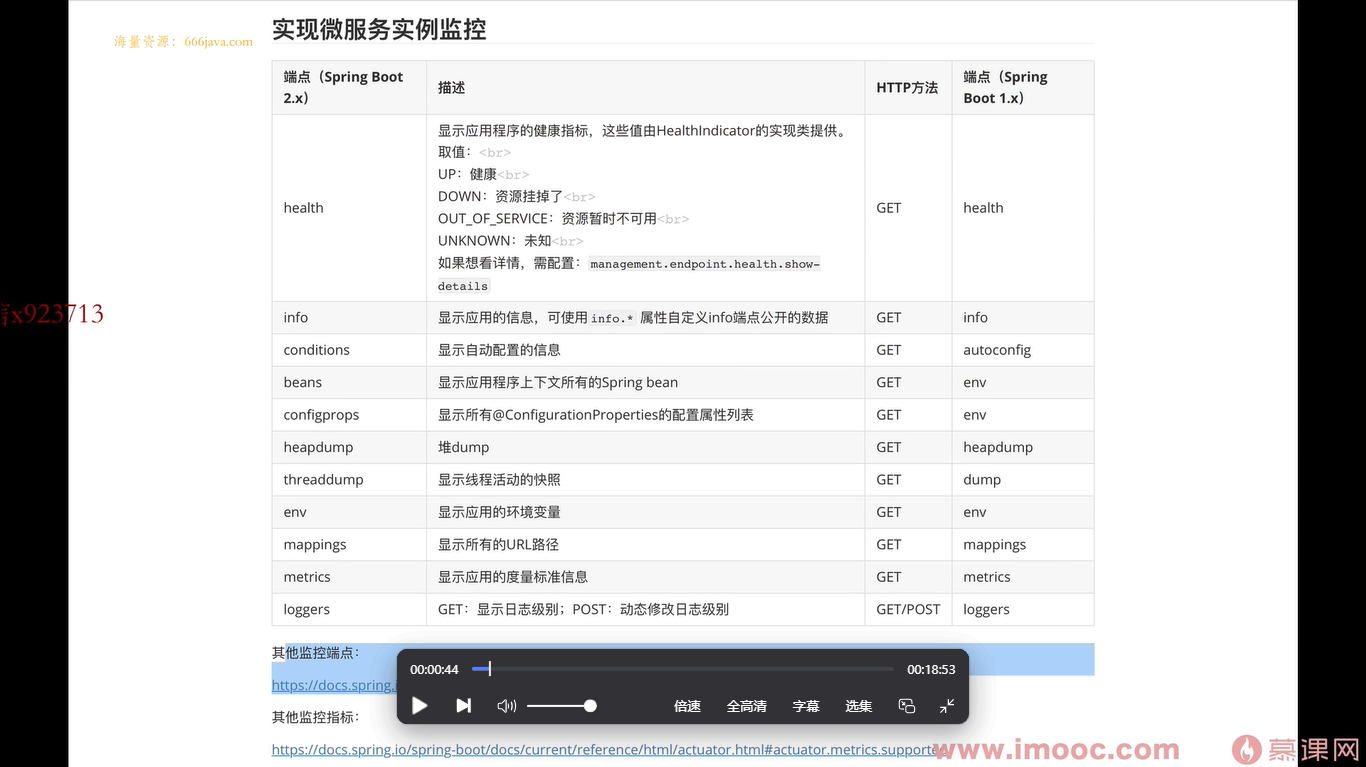 实现微服务实例监控
海量资源：666java.com
端点（Spring Boot 2.x） 描述 HTTP方法 端点（Spring Boot 1.x）
health 显示应用程序的健康指标，这些值由HealthIndicator的实现类提供。 GET health
取值：<br>
UP：健康<br>
DOWN：资源挂掉了<br>
OUT_OF_SERVICE：资源暂时不可用<br>
UNKNOWN：未知<br>
如果想看详情，需配置：management.endpoint.health.show-
details
x923713
info 显示应用的信息，可使用 info.* 属性自定义info端点公开的数据 GET info
conditions 显示自动配置的信息 GET autoconfig
beans 显示应用程序上下文所有的Spring bean GET env
configprops 显示所有@ConfigurationProperties的配置属性列表 GET env
heapdump 堆dump GET heapdump
threaddump 显示线程活动的快照 GET dump
env 显示应用的环境变量 GET env
mappings 显示所有的URL路径 GET mappings
metrics 显示应用的度量标准信息 GET metrics
loggers GET：显示日志级别；POST：动态修改日志级别 GET/POST loggers
其他监控端点：
https://docs.spring.
00:00:44 00:18:53
倍速 全高清 字幕 选集
其他监控指标：
https://docs.spring.io/spring-boot/docs/current/reference/html/actuator.html#actuator.metrics.supporte
www.imooc.com 慕课网